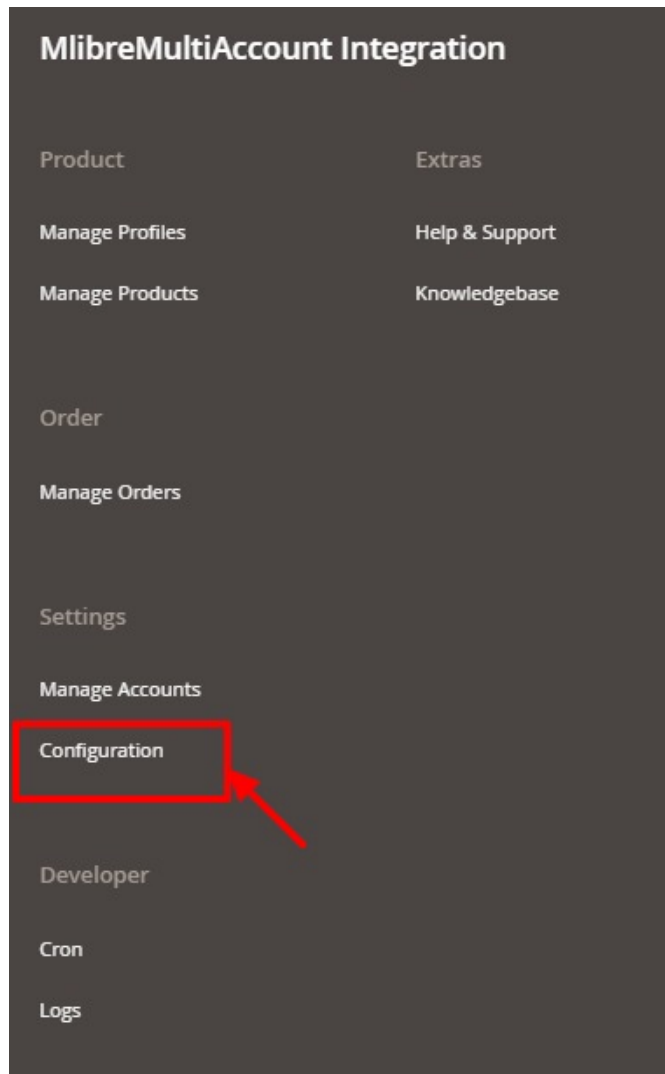 MlibreMultiAccount Integration
Product
Manage Profiles
Manage Products
Order
Manage Orders
Settings
Manage Accounts
Configuration
Developer
Cron
Logs
Extras
Help & Support
Knowledgebase